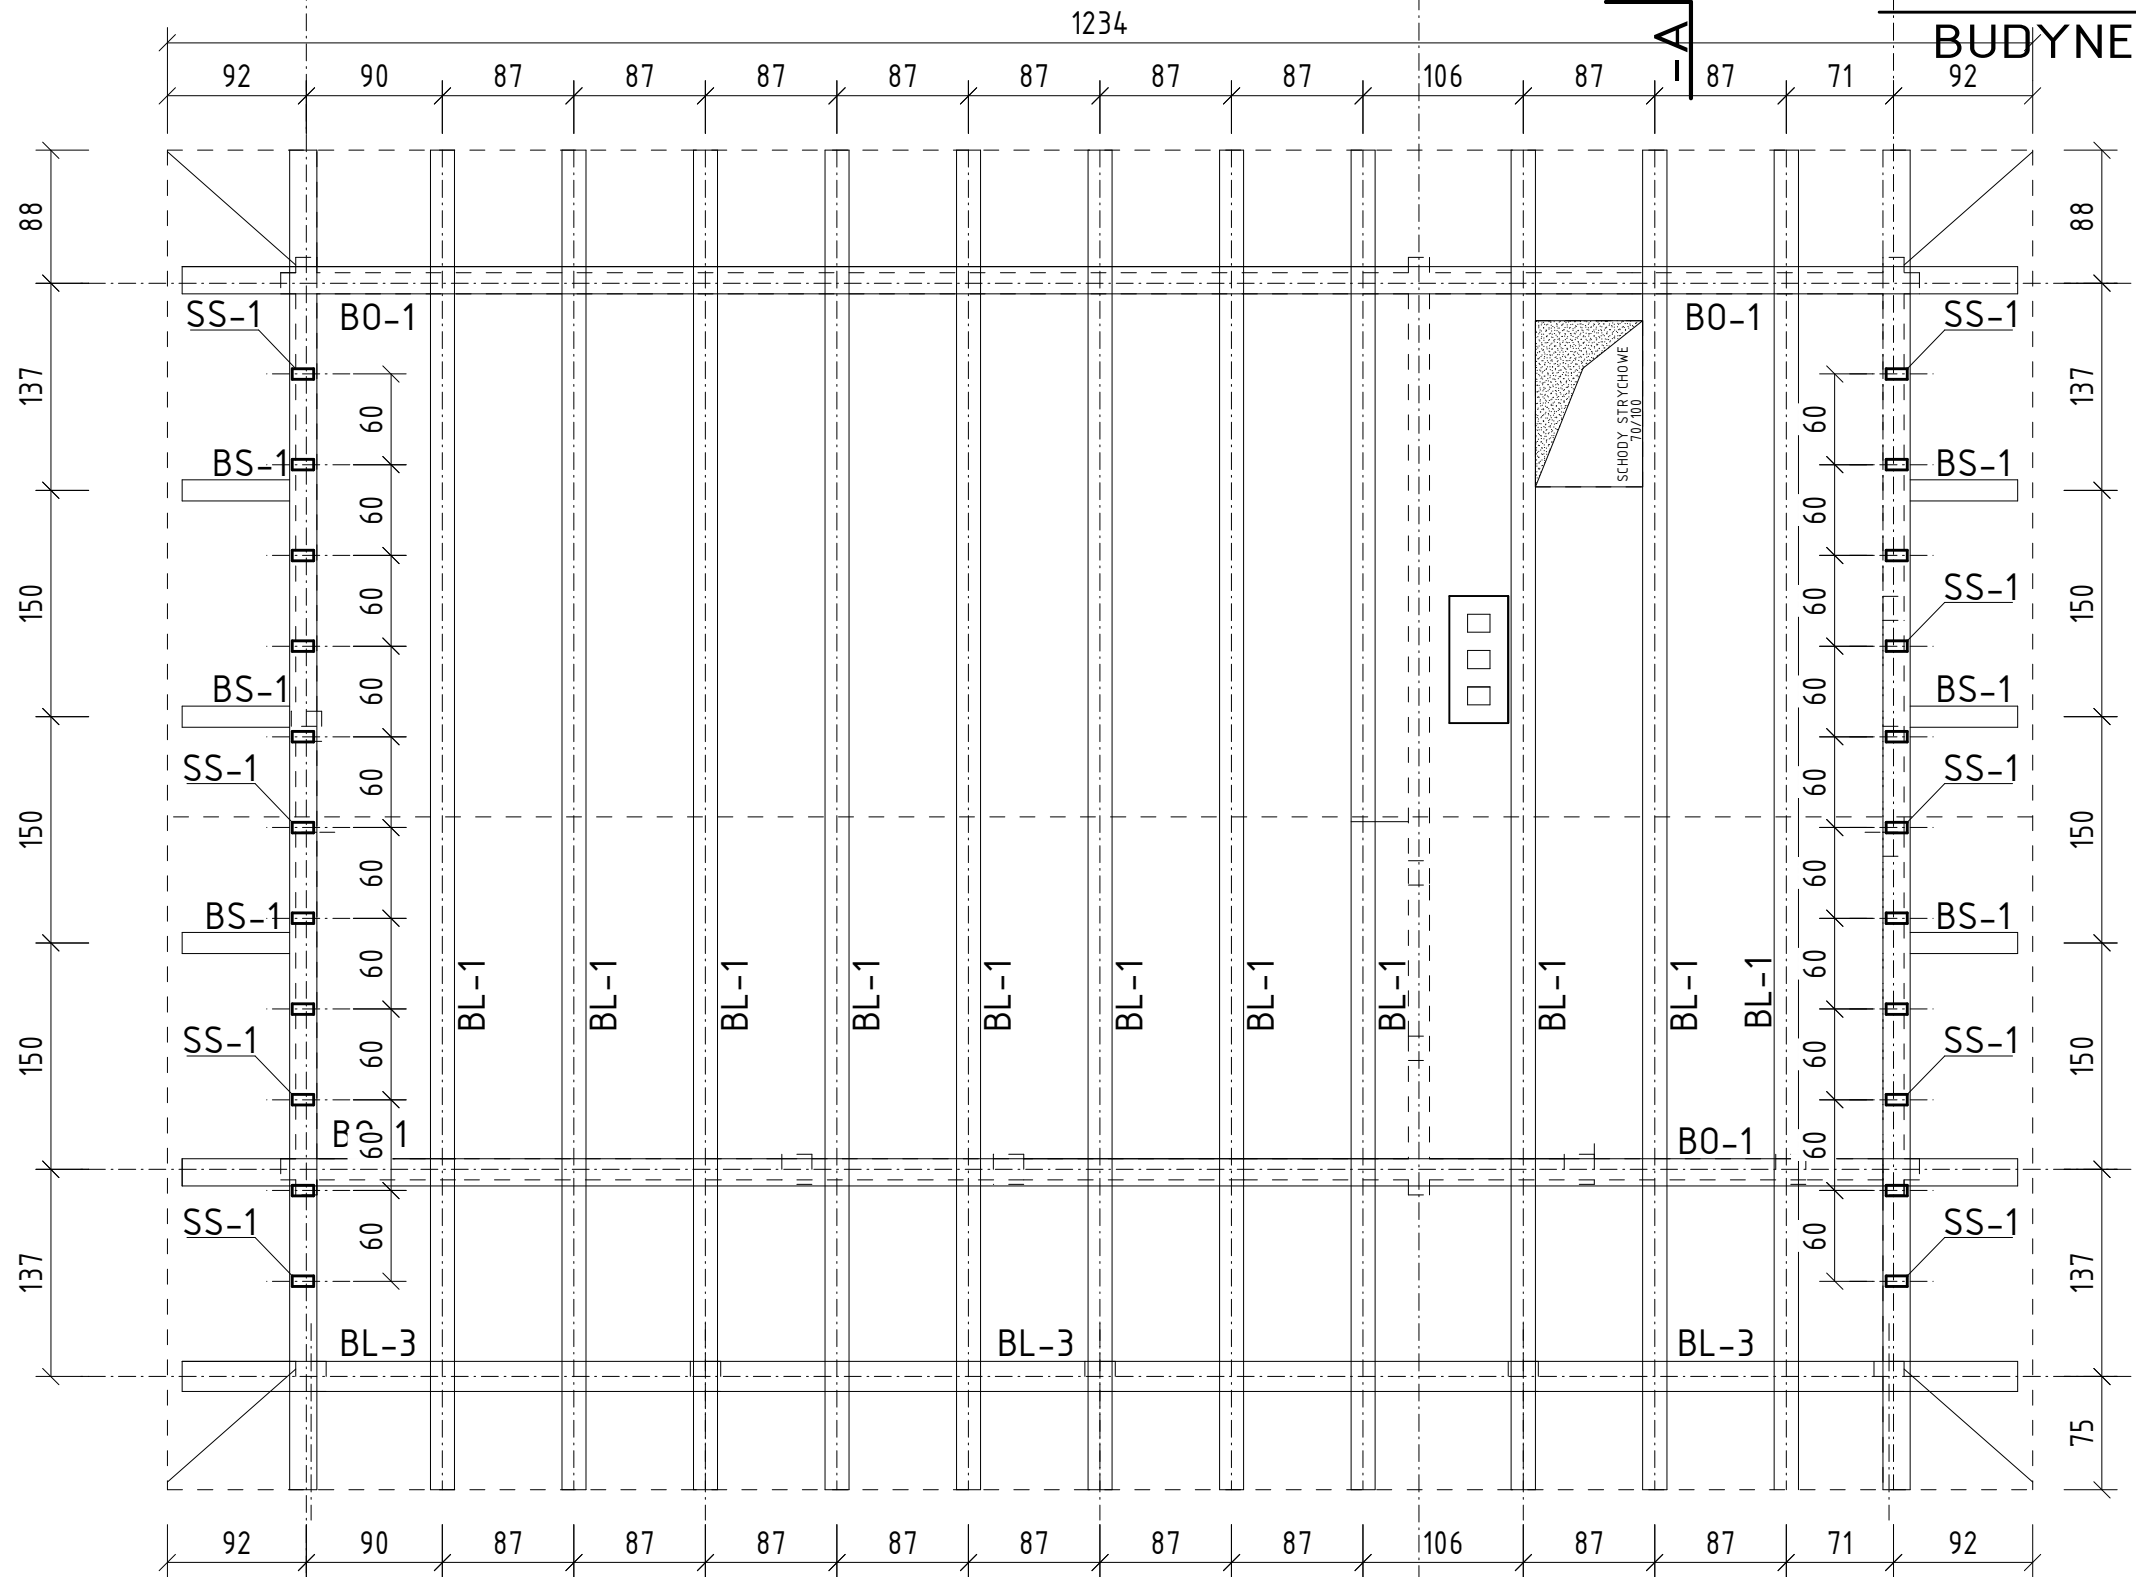 1234
-A
BUDYNE
92 90 87 87 87 87 87 87 87 106 87 87 71 92
88 88
SS-1 BO-1 BO-1 SS-1
137 137
SCHODY STRYCHOWE
70/100
60 60
BS-1 BS-1
60 60
150 SS-1 150
60 60
BS-1 60 60 BS-1
SS-1 60 60 SS-1
150 150
60 60
BS-1 BS-1
60 60
BL-1 BL-1 BL-1 BL-1 BL-1 BL-1 BL-1 BL-1 BL-1 BL-1 BL-1
150 SS-1 60 60 SS-1 150
60 BO-1 60
SS-1 60 60 SS-1
137 137
BL-3 BL-3 BL-3
75
92 90 87 87 87 87 87 87 87 106 87 87 71 92